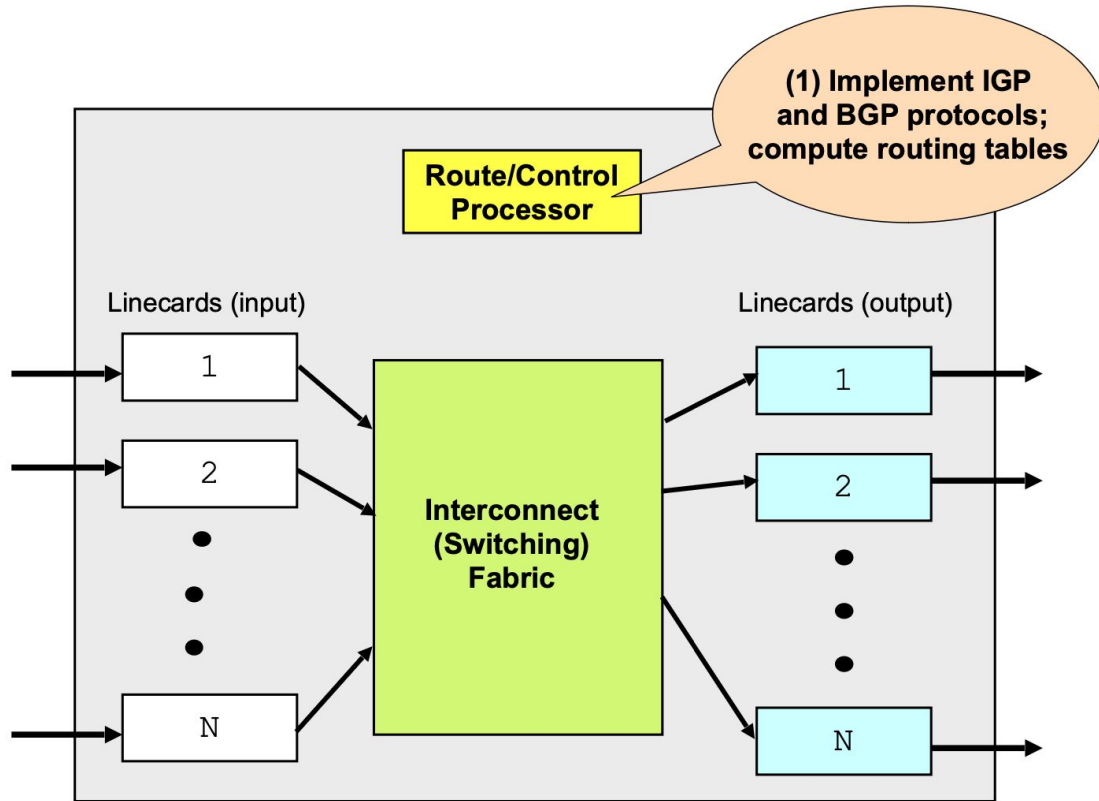 (1) Implement IGP
and BGP protocols;
compute routing tables
Route/Control
Processor
Linecards (input)
Linecards (output)
1
2
N
Interconnect
(Switching)
Fabric
1
2
N